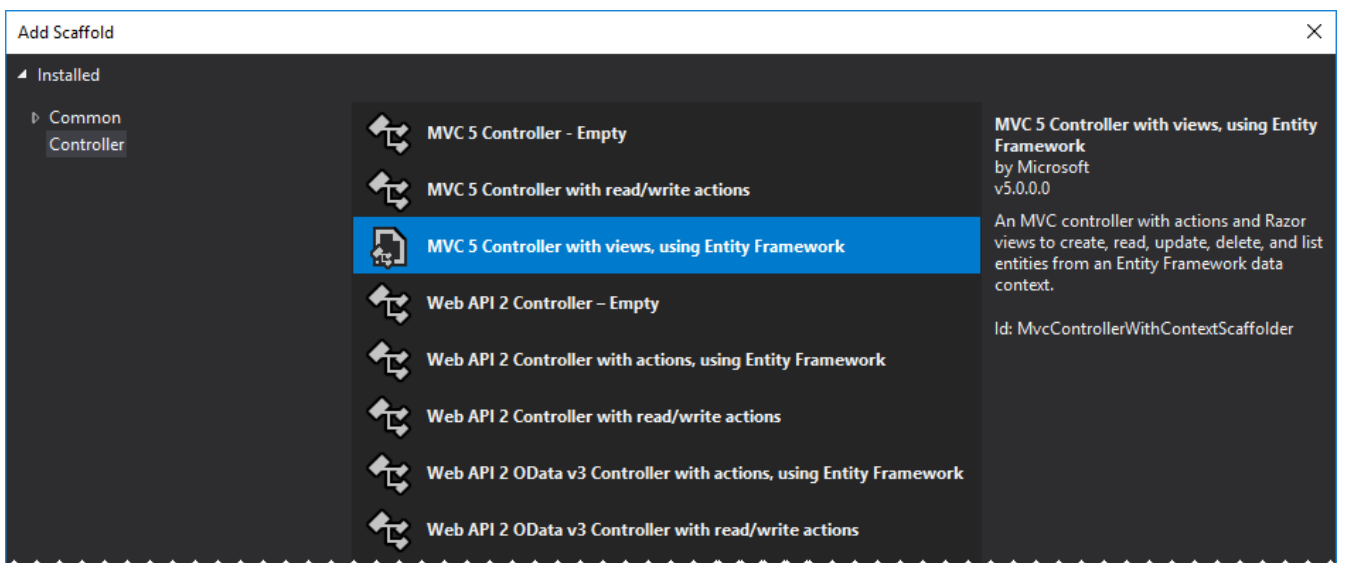 Add Scaffold
Installed
Common
Controller
MVC 5 Controller - Empty
MVC 5 Controller with read/write actions
MVC 5 Controller with views, using Entity Framework
Web API 2 Controller – Empty
Web API 2 Controller with actions, using Entity Framework
Web API 2 Controller with read/write actions
Web API 2 OData v3 Controller with actions, using Entity Framework
Web API 2 OData v3 Controller with read/write actions
MVC 5 Controller with views, using Entity
Framework
by Microsoft
v5.0.0.0
An MVC controller with actions and Razor
views to create, read, update, delete, and list
entities from an Entity Framework data
context.
Id: MvcControllerWithContextScaffolder